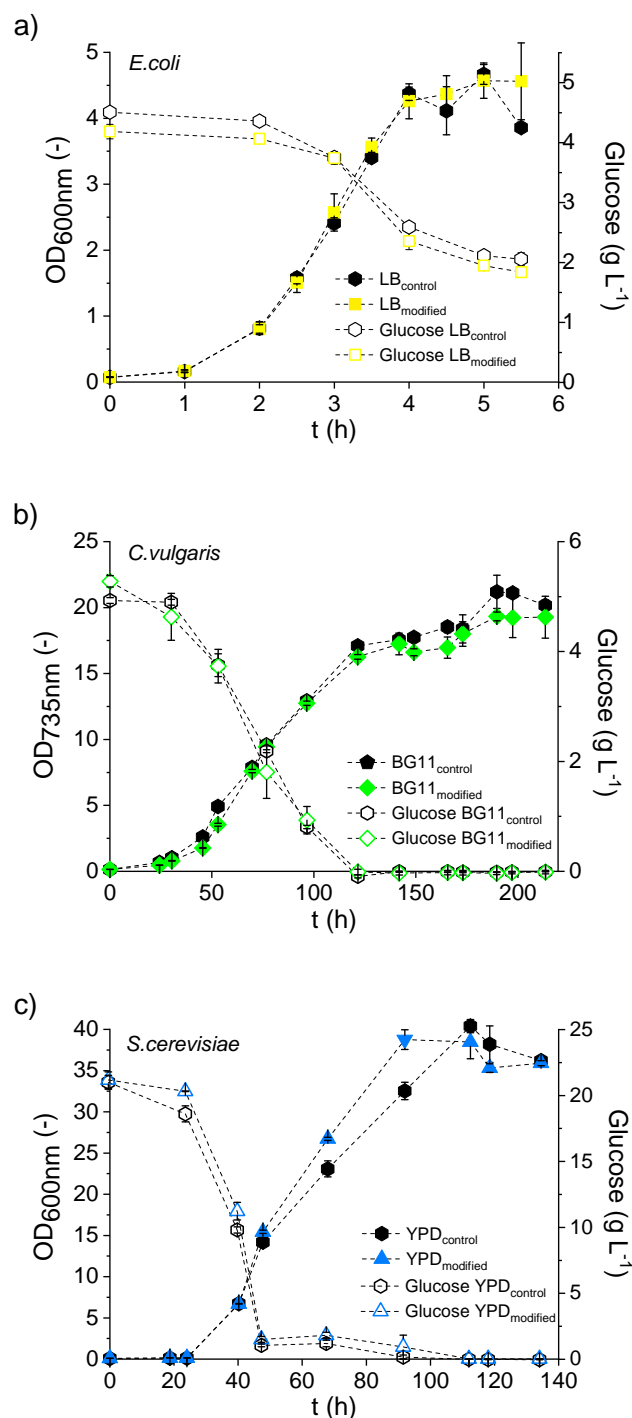 a)
E.coli
OD600nm (-)
Glucose (g L-1)
5
4
3
2
1
0
5
4
3
2
1
0
LBcontrol
LBmodified
Glucose LBcontrol
Glucose LBmodified
0 1 2 3 4 5 6
t (h)
b)
C.vulgaris
OD735nm (-)
Glucose (g L-1)
25
20
15
10
5
0
6
4
2
0
BG11control
BG11modified
Glucose BG11control
Glucose BG11modified
0 50 100 150 200
t (h)
c)
S.cerevisiae
OD600nm (-)
Glucose (g L-1)
40
35
30
25
20
15
10
5
0
25
20
15
10
5
0
YPDcontrol
YPDmodified
Glucose YPDcontrol
Glucose YPDmodified
0 20 40 60 80 100 120 140
t (h)